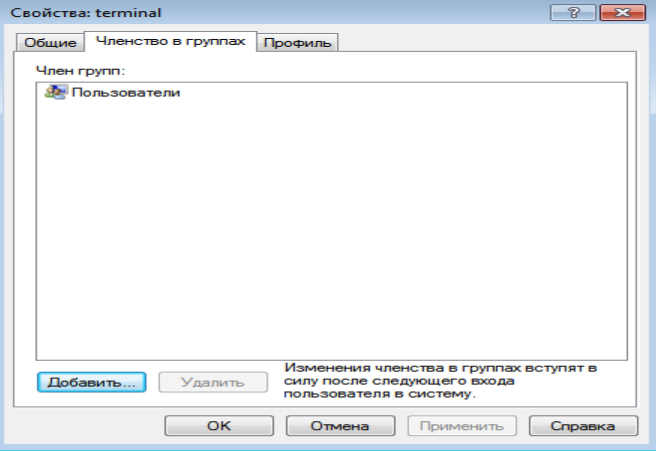 Свойства: terminal
Общие Членство в группах Профиль
Член групп:
Пользователи
Добавить... Удалить
Изменения членства в группах вступят в
силу после следующего входа
пользователя в систему.
OK Отмена Применить Справка